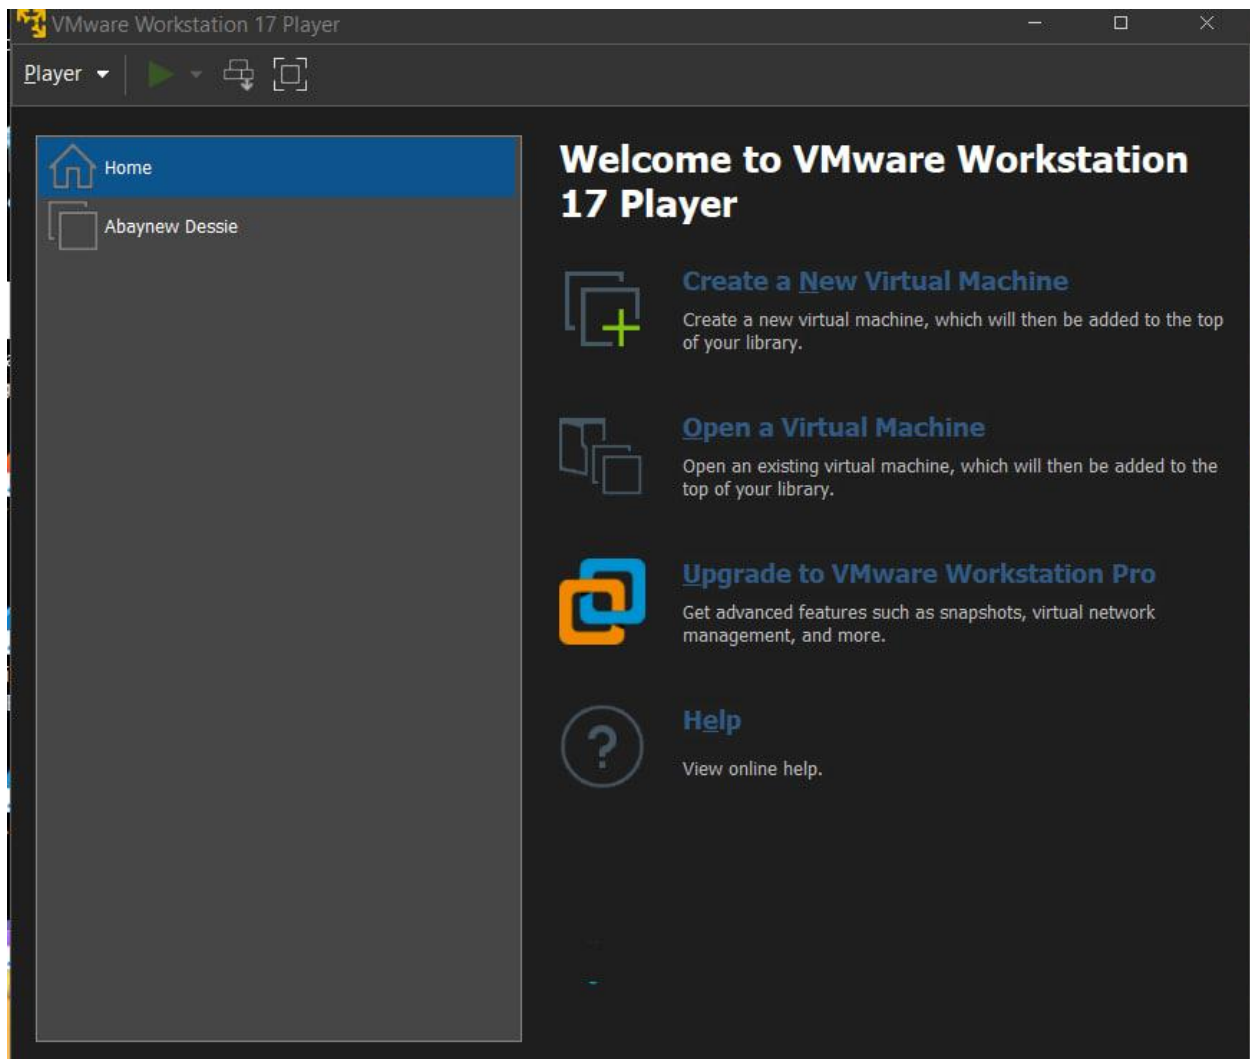 VMware Workstation 17 Player
Player
Home
Abaynew Dessie
Welcome to VMware Workstation
17 Player
Create a New Virtual Machine
Create a new virtual machine, which will then be added to the top
of your library.
Open a Virtual Machine
Open an existing virtual machine, which will then be added to the
top of your library.
Upgrade to VMware Workstation Pro
Get advanced features such as snapshots, virtual network
management, and more.
Help
View online help.